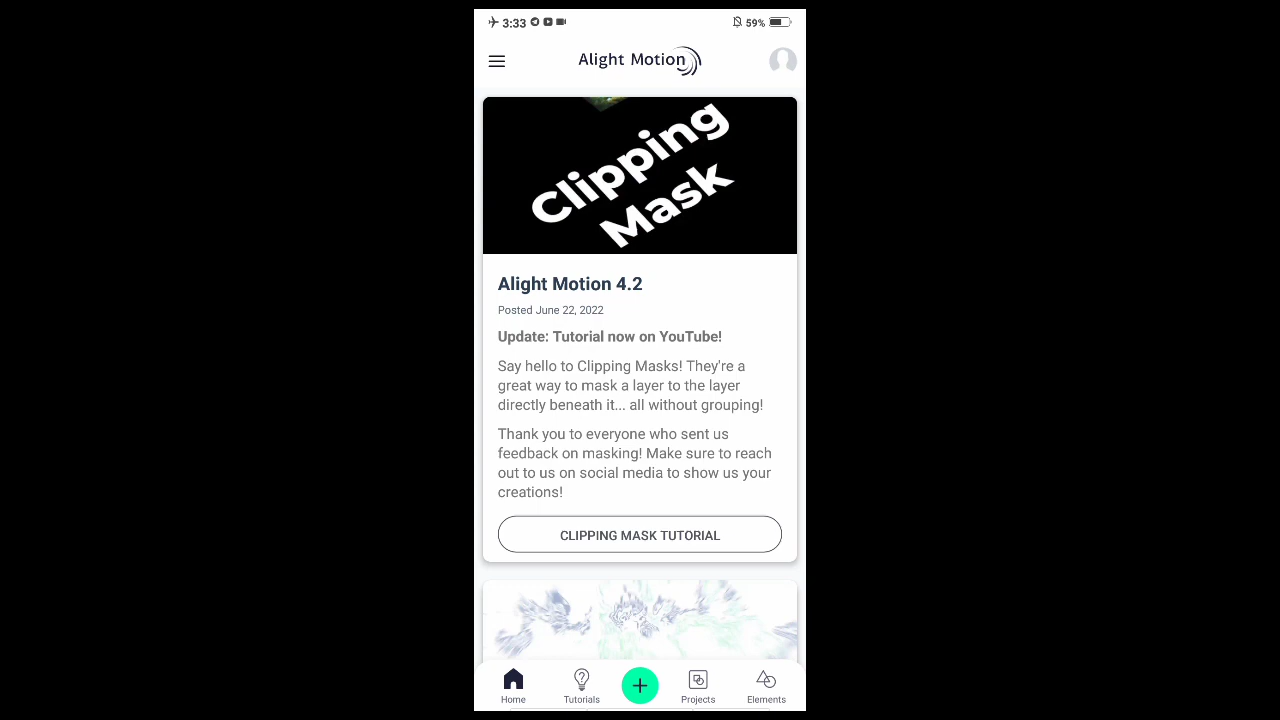 3:33
59%
Alight Motion
Clipping
Mask
Alight Motion 4.2
Posted June 22, 2022
Update: Tutorial now on YouTube!
Say hello to Clipping Masks! They're a
great way to mask a layer to the layer
directly beneath it... all without grouping!
Thank you to everyone who sent us
feedback on masking! Make sure to reach
out to us on social media to show us your
creations!
CLIPPING MASK TUTORIAL
Home
Tutorials
Projects
Elements